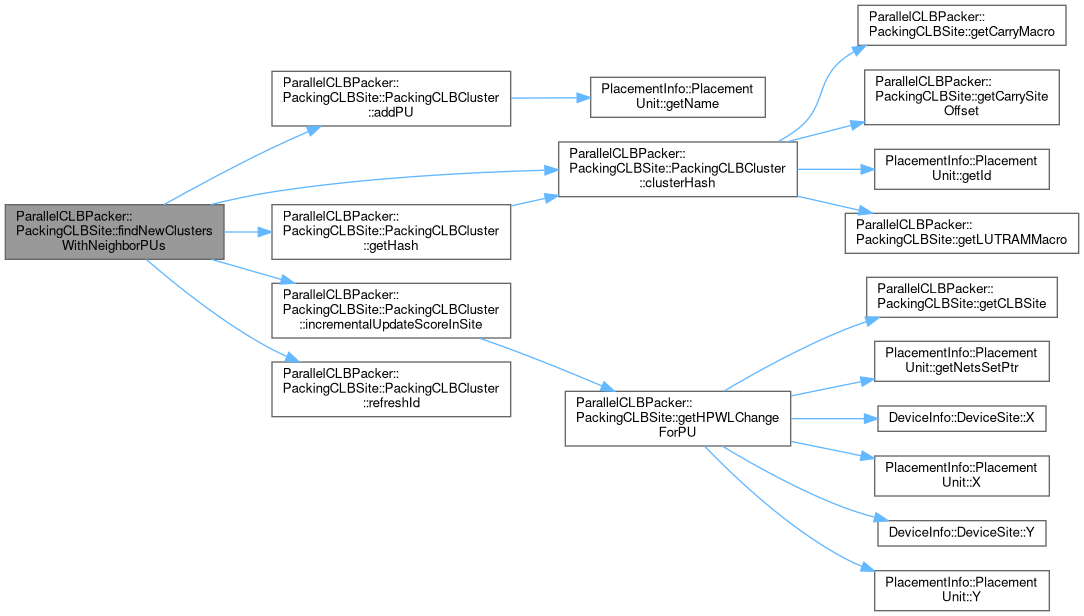 ParallelCLBPacker::
PackingCLBSite::findNewClusters
WithNeighborPUs
ParallelCLBPacker::
PackingCLBSite::PackingCLBCluster
::addPU
PlacementInfo::Placement
Unit::getName
ParallelCLBPacker::
PackingCLBSite::PackingCLBCluster
::clusterHash
ParallelCLBPacker::
PackingCLBSite::getCarryMacro
ParallelCLBPacker::
PackingCLBSite::getCarrySite
Offset
PlacementInfo::Placement
Unit::getId
ParallelCLBPacker::
PackingCLBSite::getLUTRAMMacro
ParallelCLBPacker::
PackingCLBSite::PackingCLBCluster
::getHash
ParallelCLBPacker::
PackingCLBSite::PackingCLBCluster
::incrementalUpdateScoreInSite
ParallelCLBPacker::
PackingCLBSite::PackingCLBCluster
::refreshId
ParallelCLBPacker::
PackingCLBSite::getHPWLChange
ForPU
ParallelCLBPacker::
PackingCLBSite::getCLBSite
PlacementInfo::Placement
Unit::getNetsSetPtr
DeviceInfo::DeviceSite::X
PlacementInfo::Placement
Unit::X
DeviceInfo::DeviceSite::Y
PlacementInfo::Placement
Unit::Y